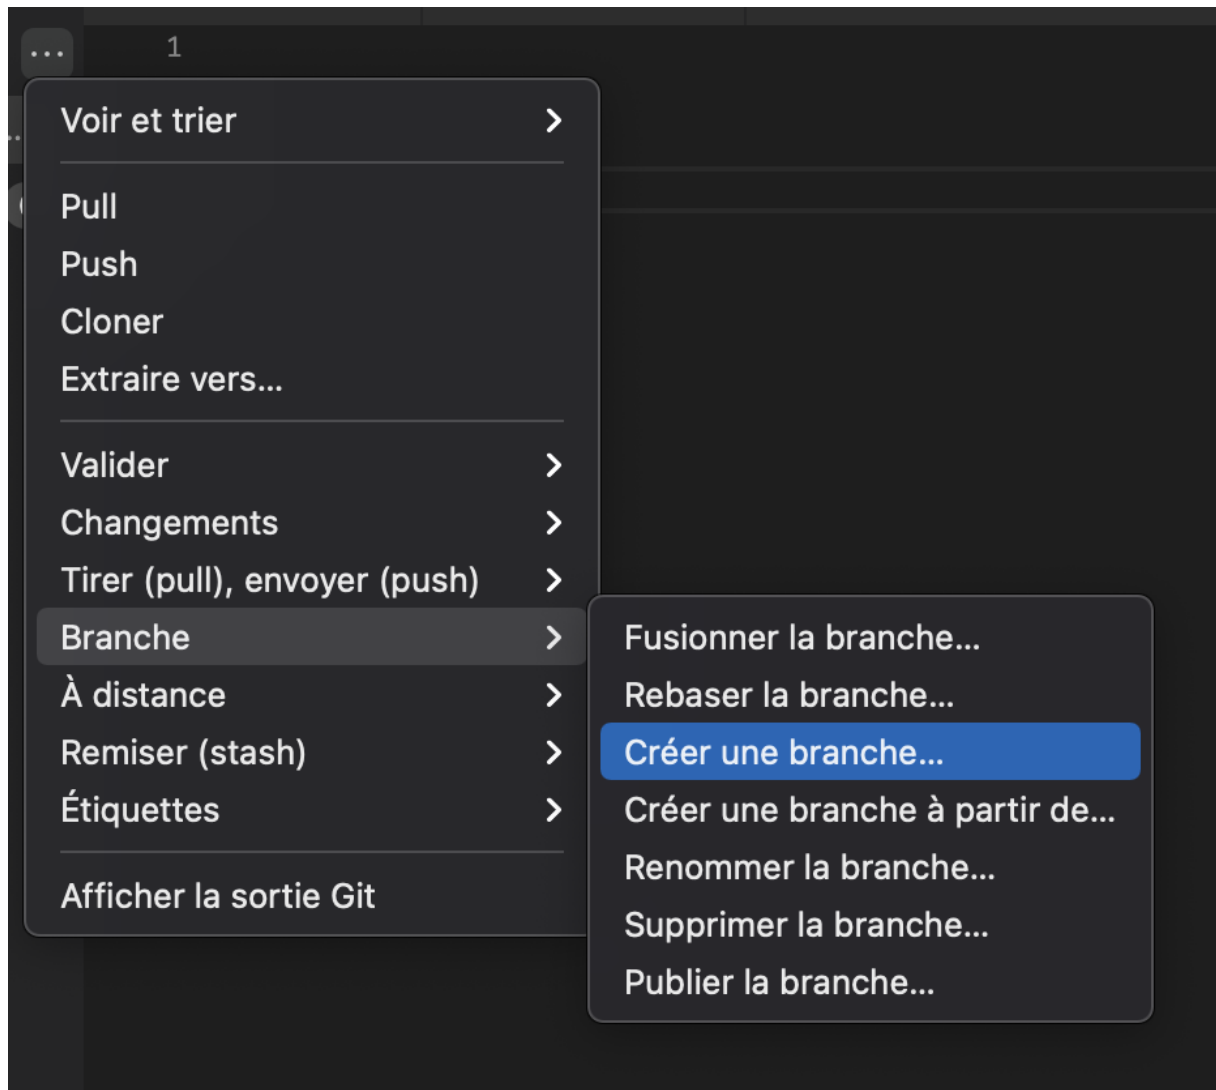 ...
1
Voir et trier
Pull
Push
Cloner
Extraire vers...
Valider
Changements
Tirer (pull), envoyer (push)
Branche
À distance
Remiser (stash)
Étiquettes
Afficher la sortie Git
Fusionner la branche...
Rebaser la branche...
Créer une branche...
Créer une branche à partir de...
Renommer la branche...
Supprimer la branche...
Publier la branche...